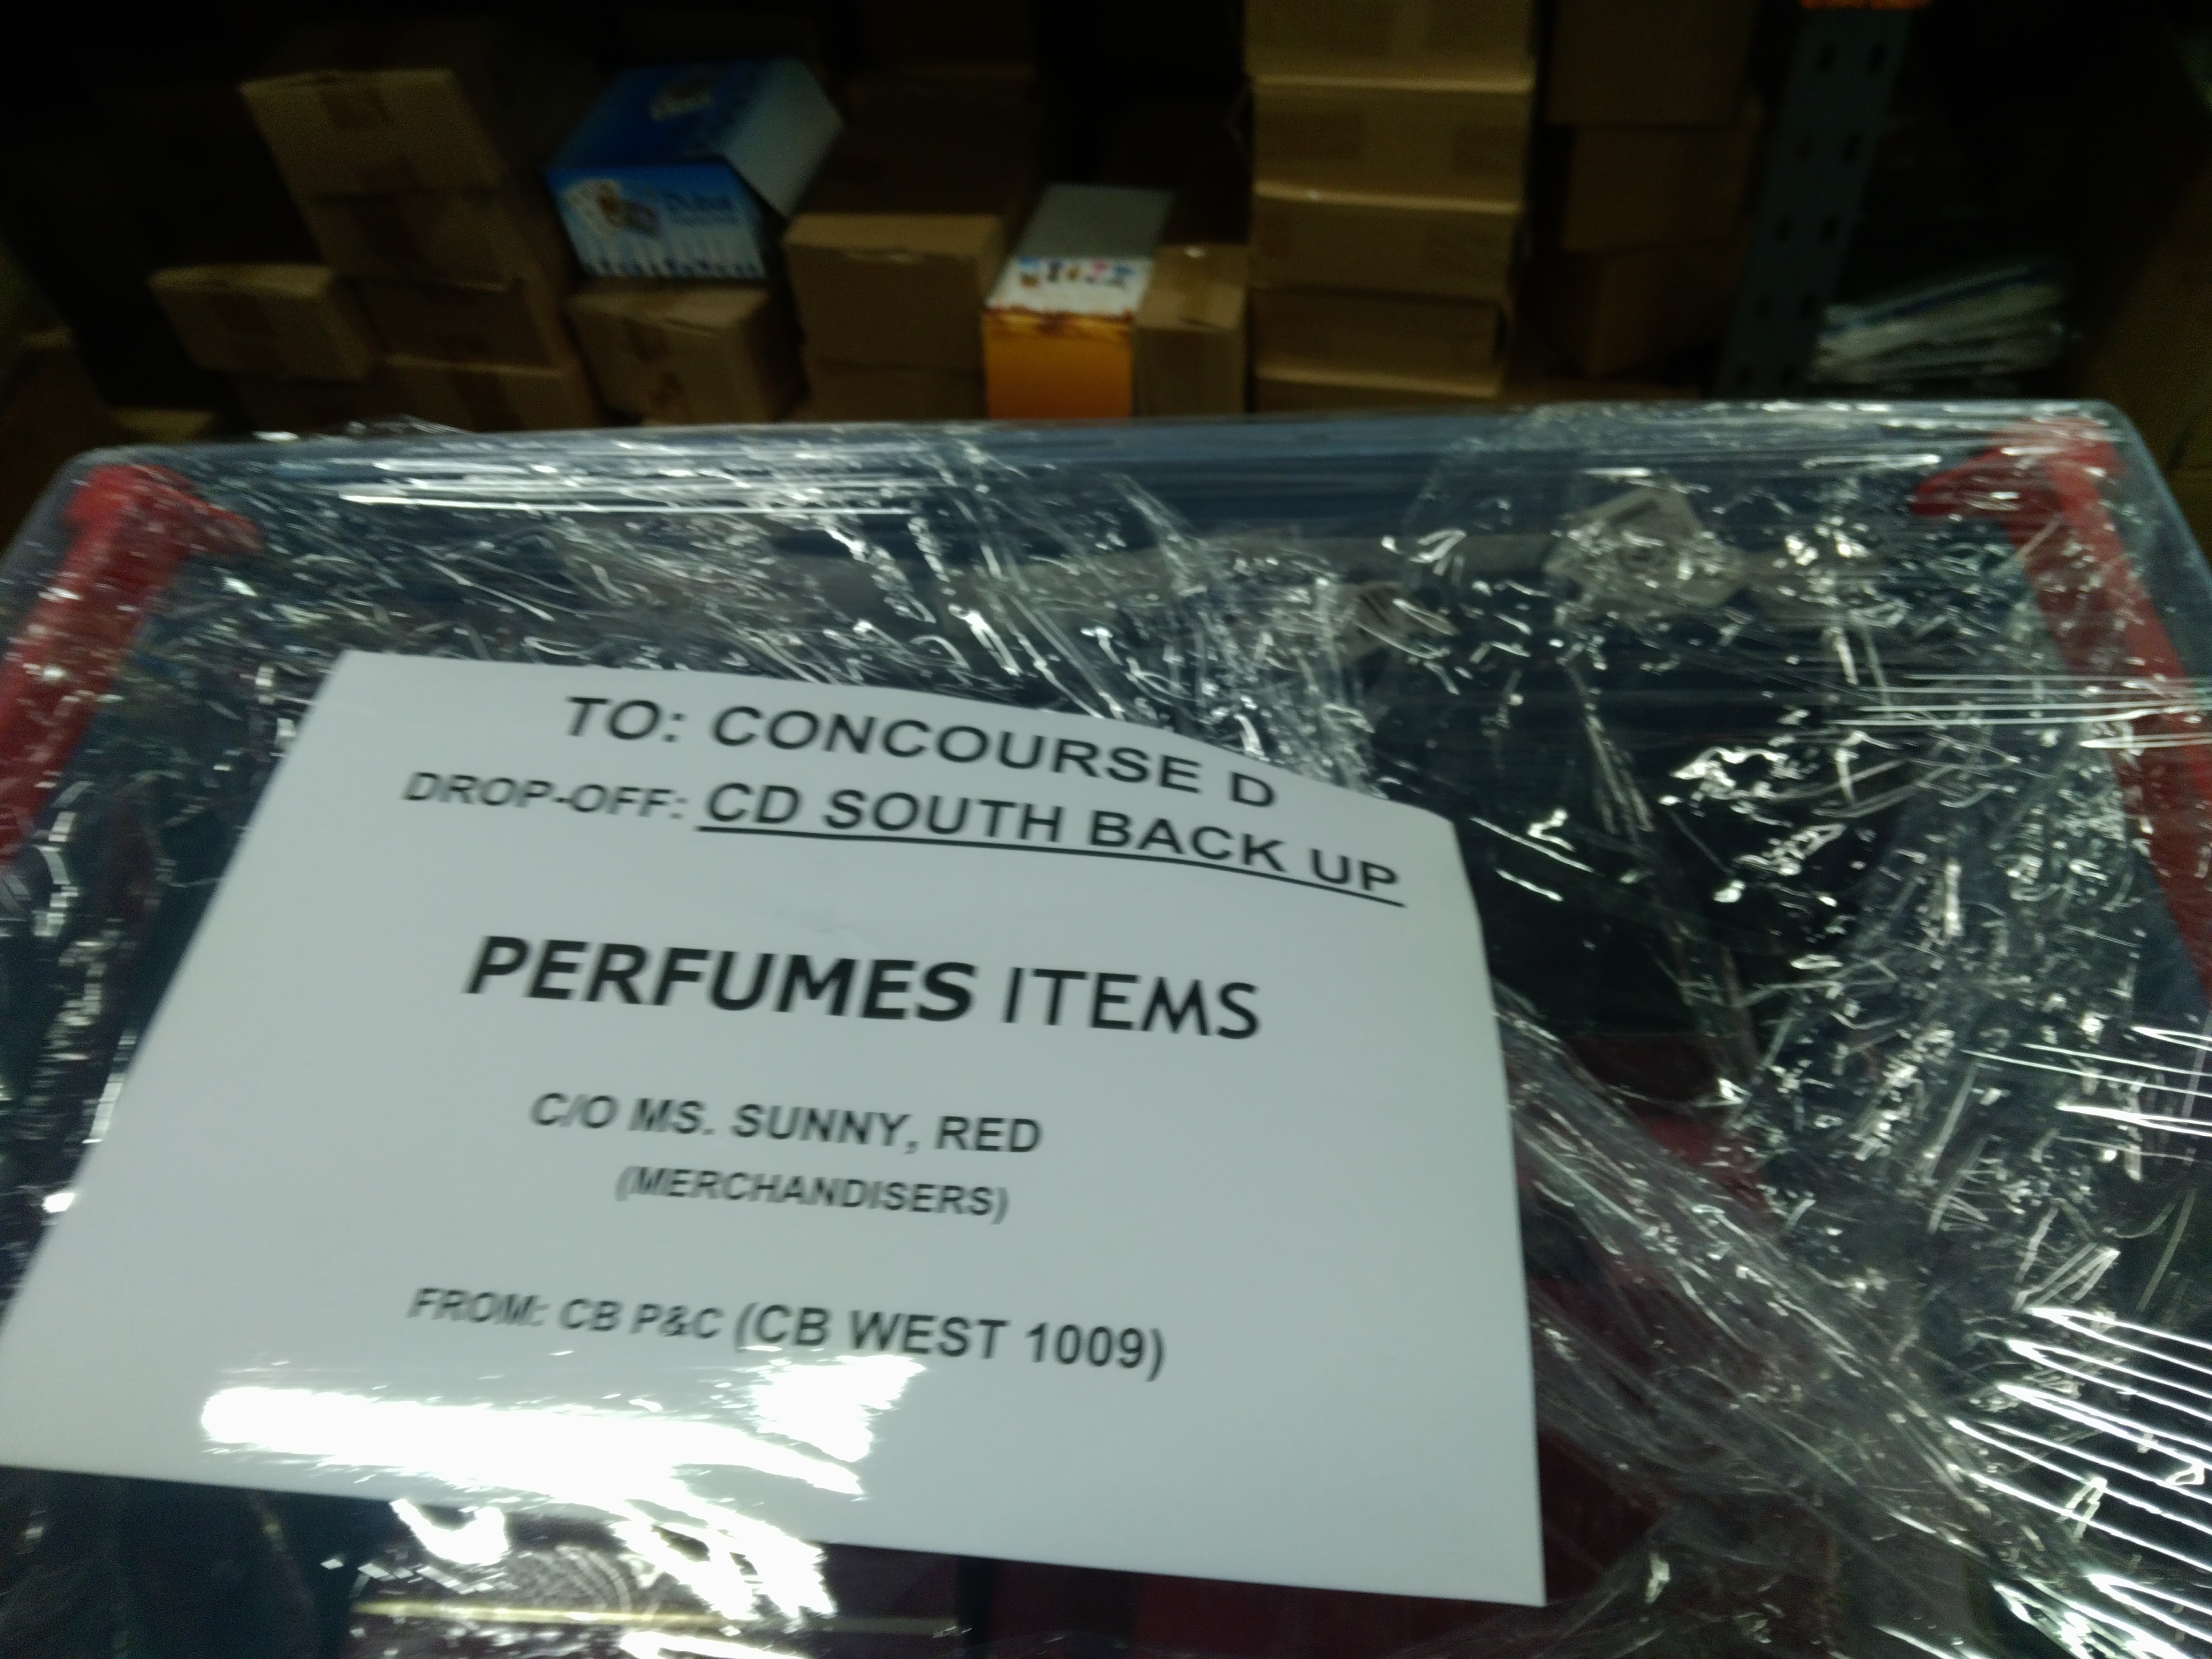 TO: CONCOURSE D
DROP-OFF: CD SOUTH BACK UP
PERFUMES ITEMS
C/O MS. SUNNY, RED
(MERCHANDISERS)
FROM: CB P&C (CB WEST 1009)